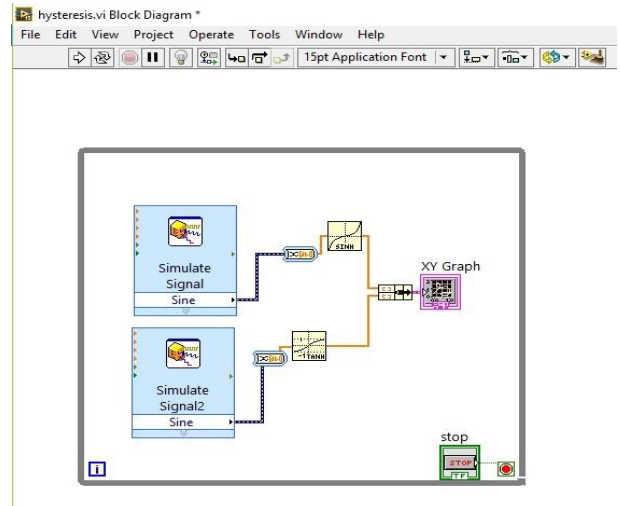 hysteresis.vi Block Diagram *
File Edit View Project Operate Tools Window Help
15pt Application Font
Simulate
Signal
Sine
SINH
XY Graph
TANH
Simulate
Signal2
Sine
stop
STOP
TF
i